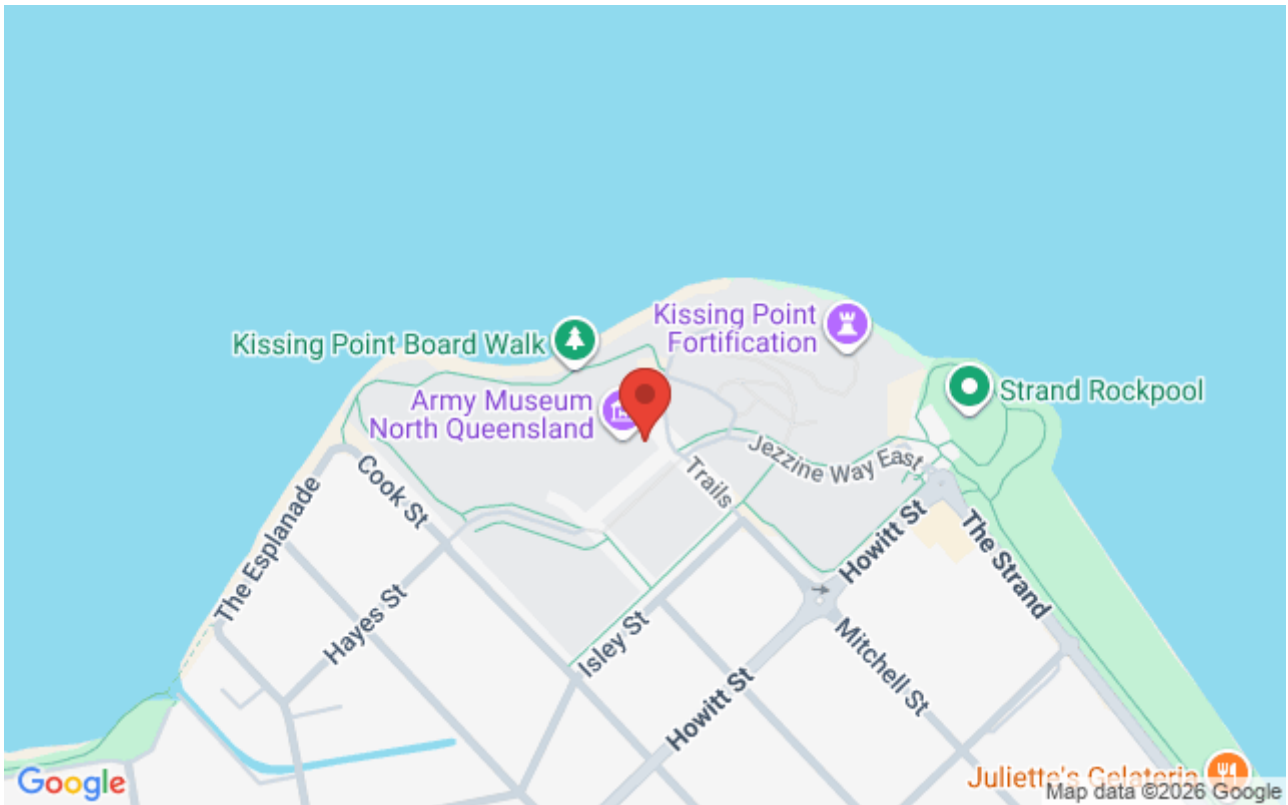 Kissing Point
Fortification
Kissing Point Board Walk
Strand Rockpool
Army Museum
North Queensland
Jezzine Way East
Trails
Cook St
The Esplanade
Howitt St
The Strand
Hayes St
Isley St
Mitchell St
Howitt St
Juliette's Gelateria
Google
Map data ©2026 Google